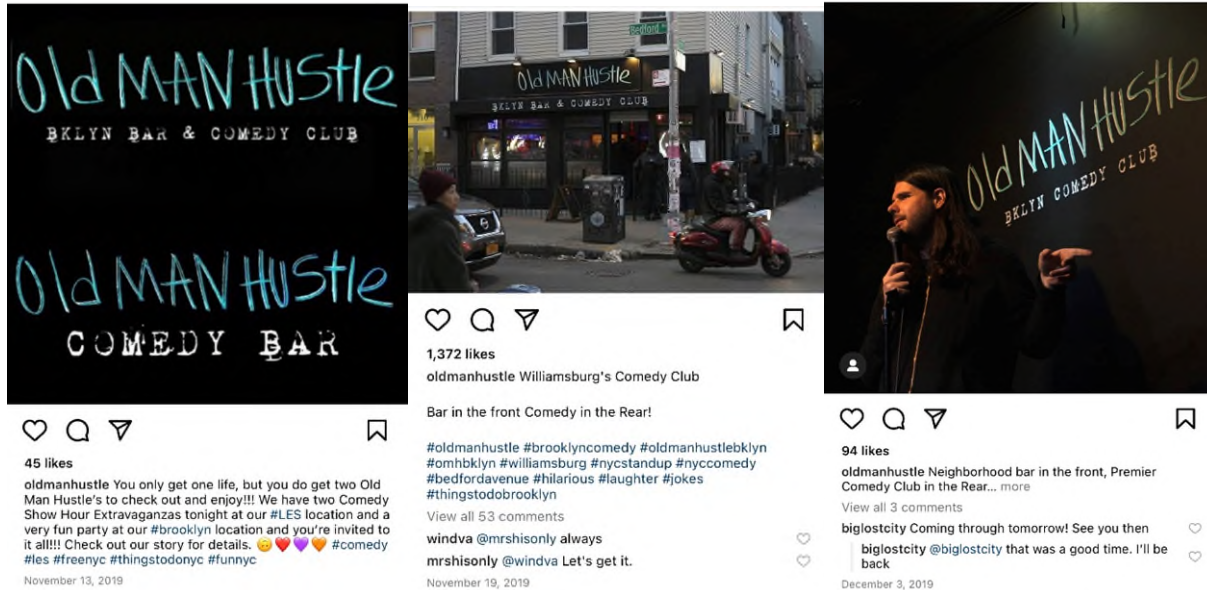 Old MAN HUStle
BKLYN BAR & COMEDY CLUB
Old MAN HUStle
COMEDY BAR
45 likes
oldmanhustle You only get one life, but you do get two Old
Man Hustle's to check out and enjoy!!! We have two Comedy
Show Hour Extravaganzas tonight at our #LES location and a
very fun party at our #brooklyn location and you're invited to
it all!!! Check out our story for details. 😊❤️💜🧡 #comedy
#les #freenyc #thingstodonyc #funnyc
November 13, 2019
Bedford
Old MAN HUStle
BKLYN BAR & COMEDY CLUB
1,372 likes
oldmanhustle Williamsburg's Comedy Club
Bar in the front Comedy in the Rear!
#oldmanhustle #brooklyncomedy #oldmanhustlebklyn
#omhbklyn #williamsburg #nycstandup #nyccomedy
#bedfordavenue #hilarious #laughter #jokes
#thingstodobrooklyn
View all 53 comments
windva @mrshisonly always
mrshisonly @windva Let's get it.
November 19, 2019
Old MAN HUStle
BKLYN COMEDY CLUB
94 likes
oldmanhustle Neighborhood bar in the front, Premier
Comedy Club in the Rear... more
View all 3 comments
biglostcity Coming through tomorrow! See you then
biglostcity @biglostcity that was a good time. I'll be
back
December 3, 2019